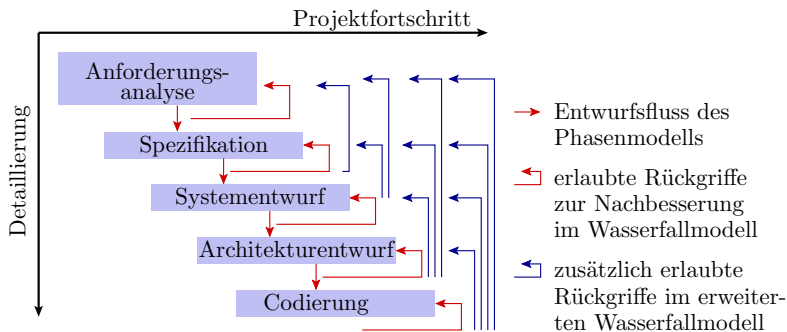 Projektfortschritt
Detaillierung
Anforderungs-
analyse
Spezifikation
Systementwurf
Architekturentwurf
Codierung
Entwurfsfluss des
Phasenmodells
erlaubte Rückgriffe
zur Nachbesserung
im Wasserfallmodell
zusätzlich erlaubte
Rückgriffe im erweiter-
ten Wasserfallmodell